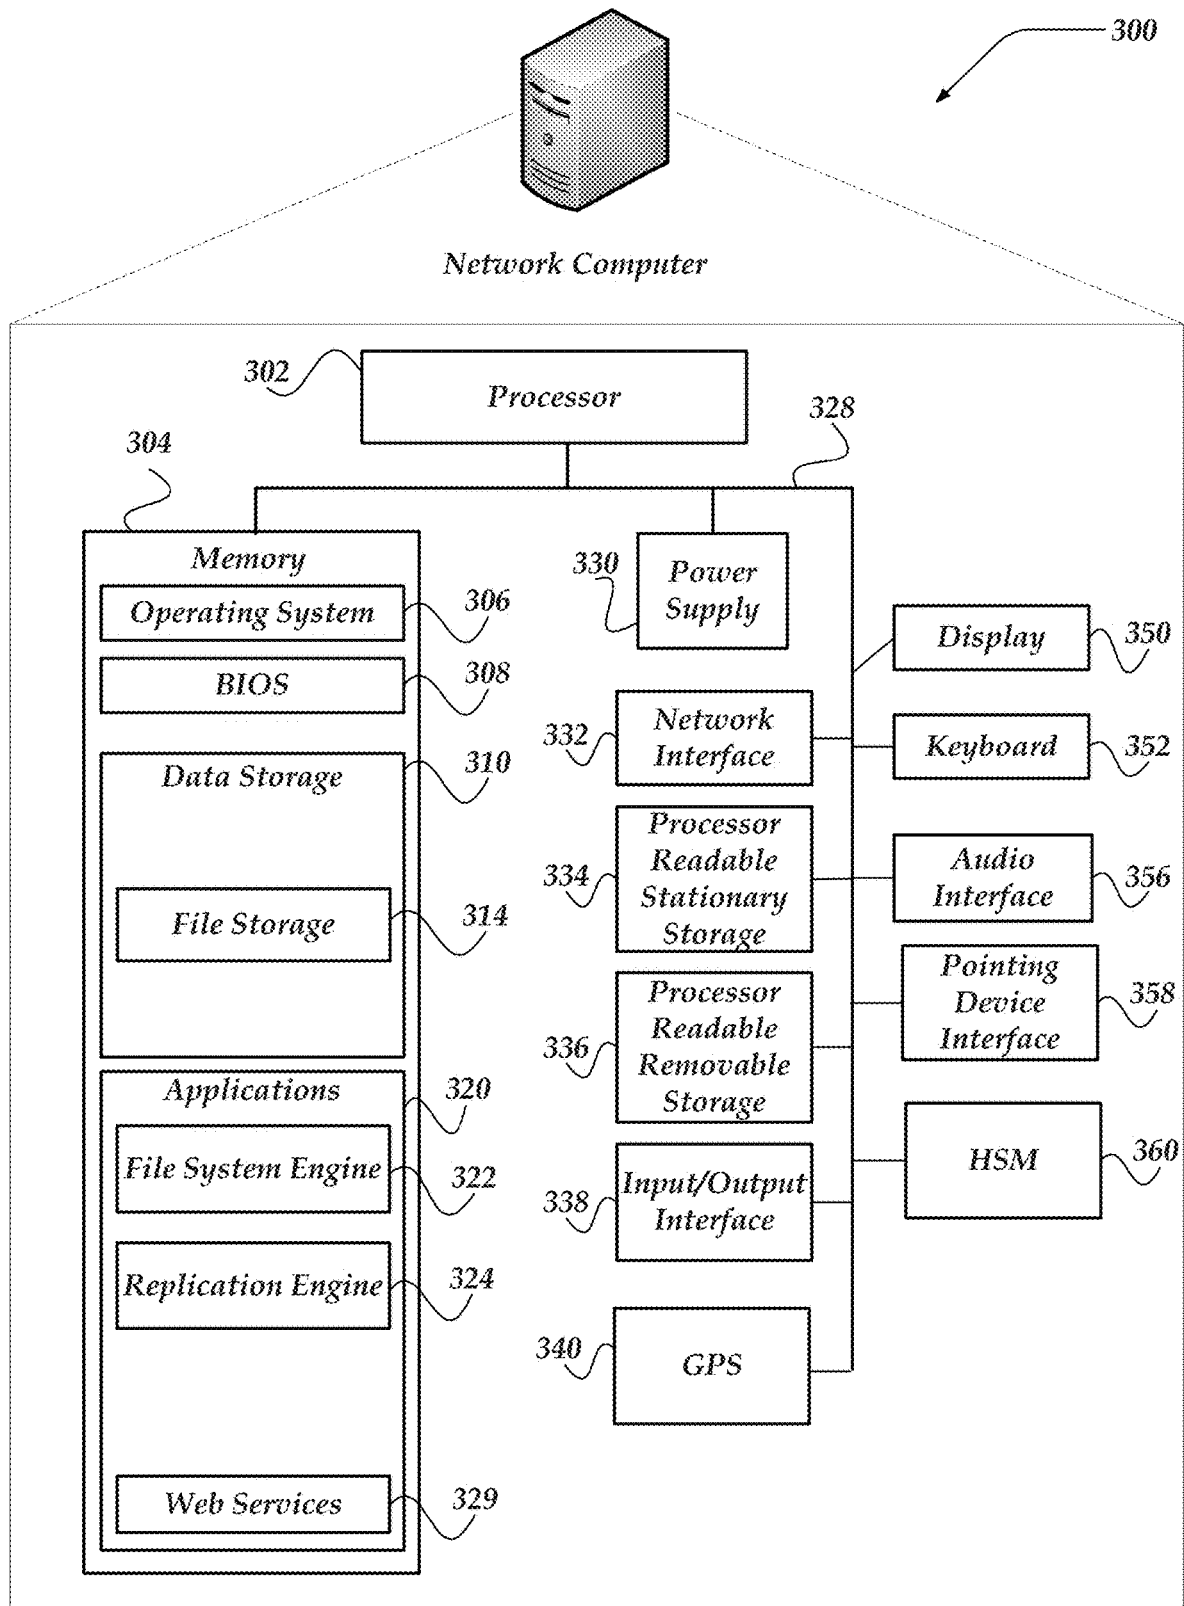 300
Network Computer
302
Processor
328
304
Memory
Operating System
306
BIOS
308
Data Storage
310
File Storage
314
Applications
320
File System Engine
322
Replication Engine
324
Web Services
329
330
Power
Supply
332
Network
Interface
334
Processor
Readable
Stationary
Storage
336
Processor
Readable
Removable
Storage
338
Input/Output
Interface
340
GPS
Display
350
Keyboard
352
Audio
Interface
356
Pointing
Device
Interface
358
HSM
360